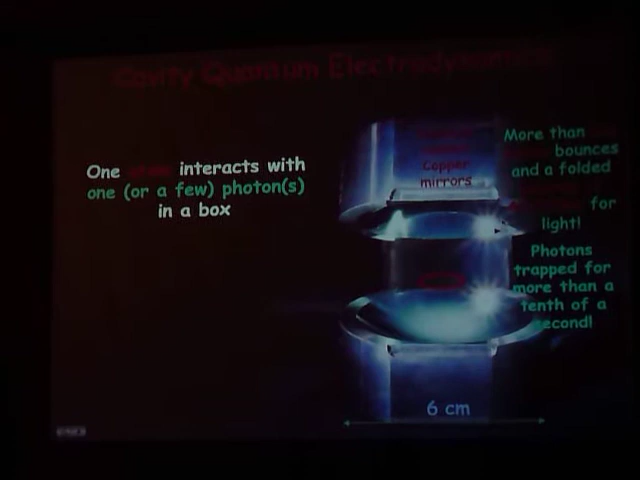 Cavity Quantum Electrodynamics
One interacts with
one (or a few) photon(s)
in a box
Copper
mirrors
More than
bounces
and a folded
for
light!
Photons
trapped for
more than a
tenth of a
second!
6 cm